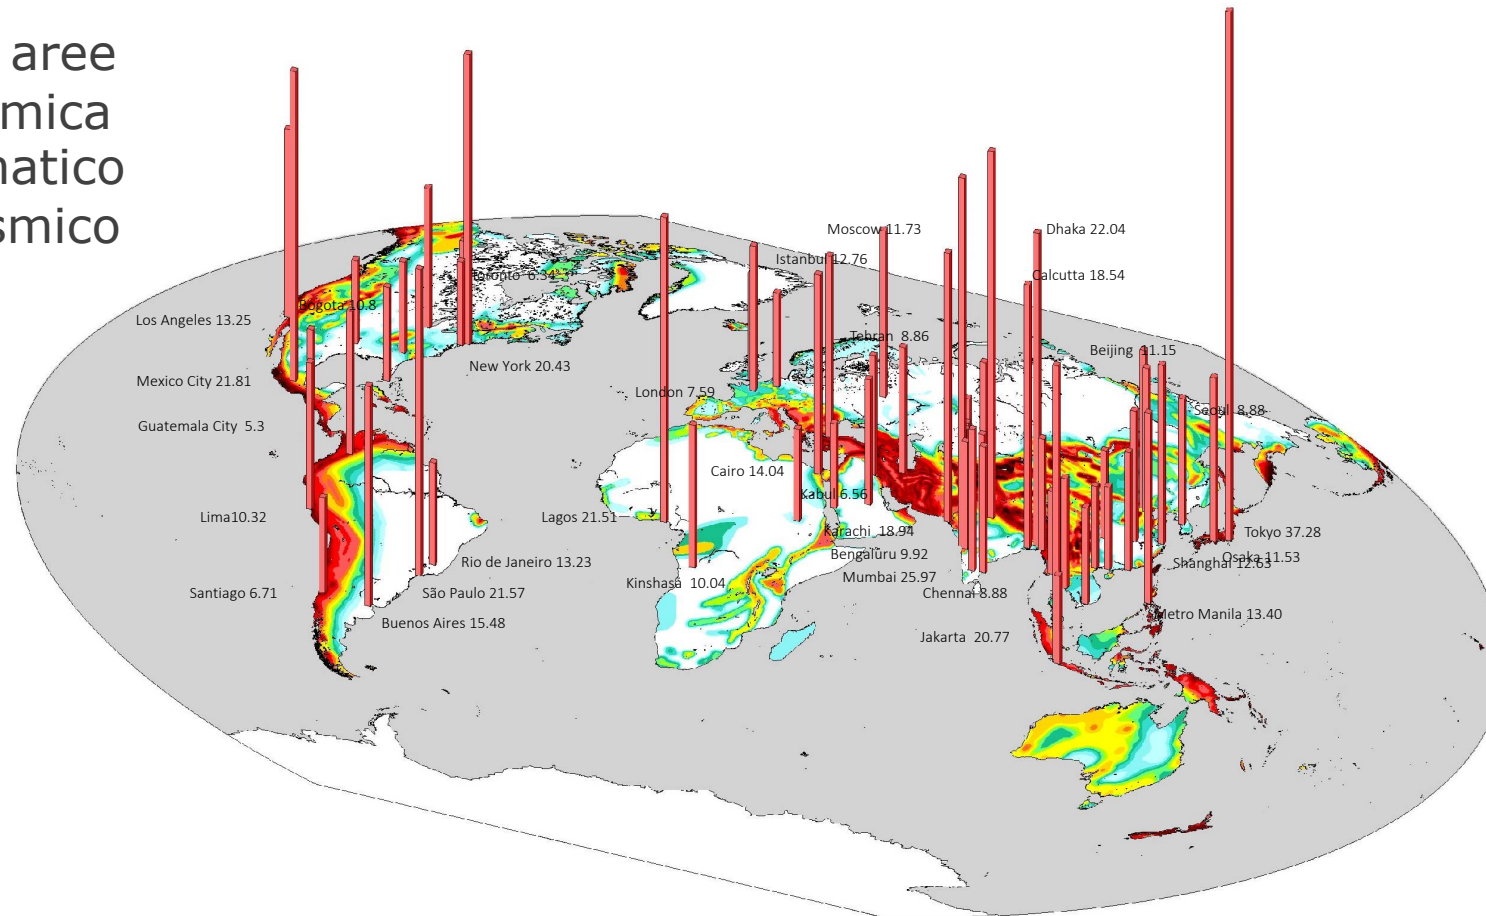 aree
mica
natico
smico
Moscow 11.73
Dhaka 22.04
Istanbul 12.76
Toronto 6.34
Calcutta 18.54
Bogota 10.8
Los Angeles 13.25
Tehran 8.86
Beijing 11.15
New York 20.43
Mexico City 21.81
London 7.59
Seoul 8.88
Guatemala City 5.3
Cairo 14.04
Kabul 6.56
Lima10.32
Lagos 21.51
Karachi 18.94
Tokyo 37.28
Bengalūru 9.92
Osaka 11.53
Rio de Janeiro 13.23
Shanghai 12.63
Kinshasa 10.04
Mumbai 25.97
Santiago 6.71
São Paulo 21.57
Chennai 8.88
Metro Manila 13.40
Buenos Aires 15.48
Jakarta 20.77